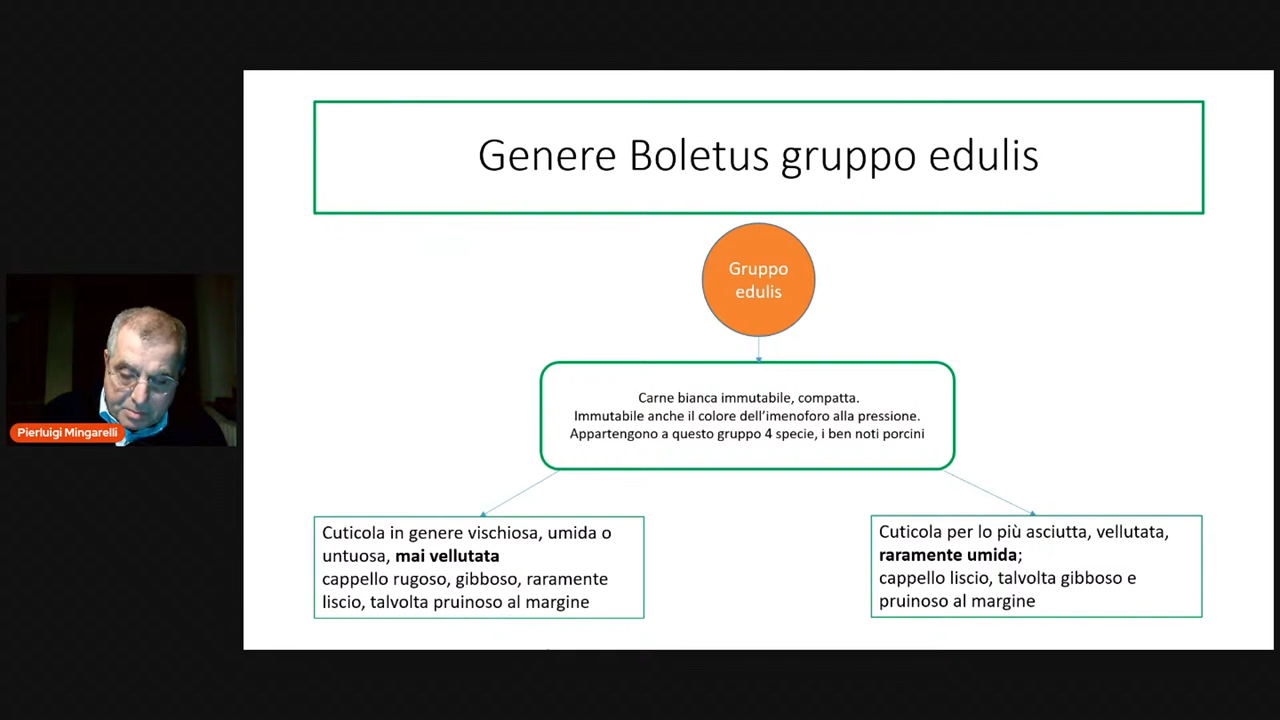 Genere Boletus gruppo edulis
Gruppo
edulis
Carne bianca immutabile, compatta.
Immutabile anche il colore dell’imenoforo alla pressione.
Appartengono a questo gruppo 4 specie, i ben noti porcini
Cuticola in genere vischiosa, umida o
untuosa, mai vellutata
cappello rugoso, gibboso, raramente
liscio, talvolta pruinoso al margine
Cuticola per lo più asciutta, vellutata,
raramente umida;
cappello liscio, talvolta gibboso e
pruinoso al margine
Pierluigi Mingarelli